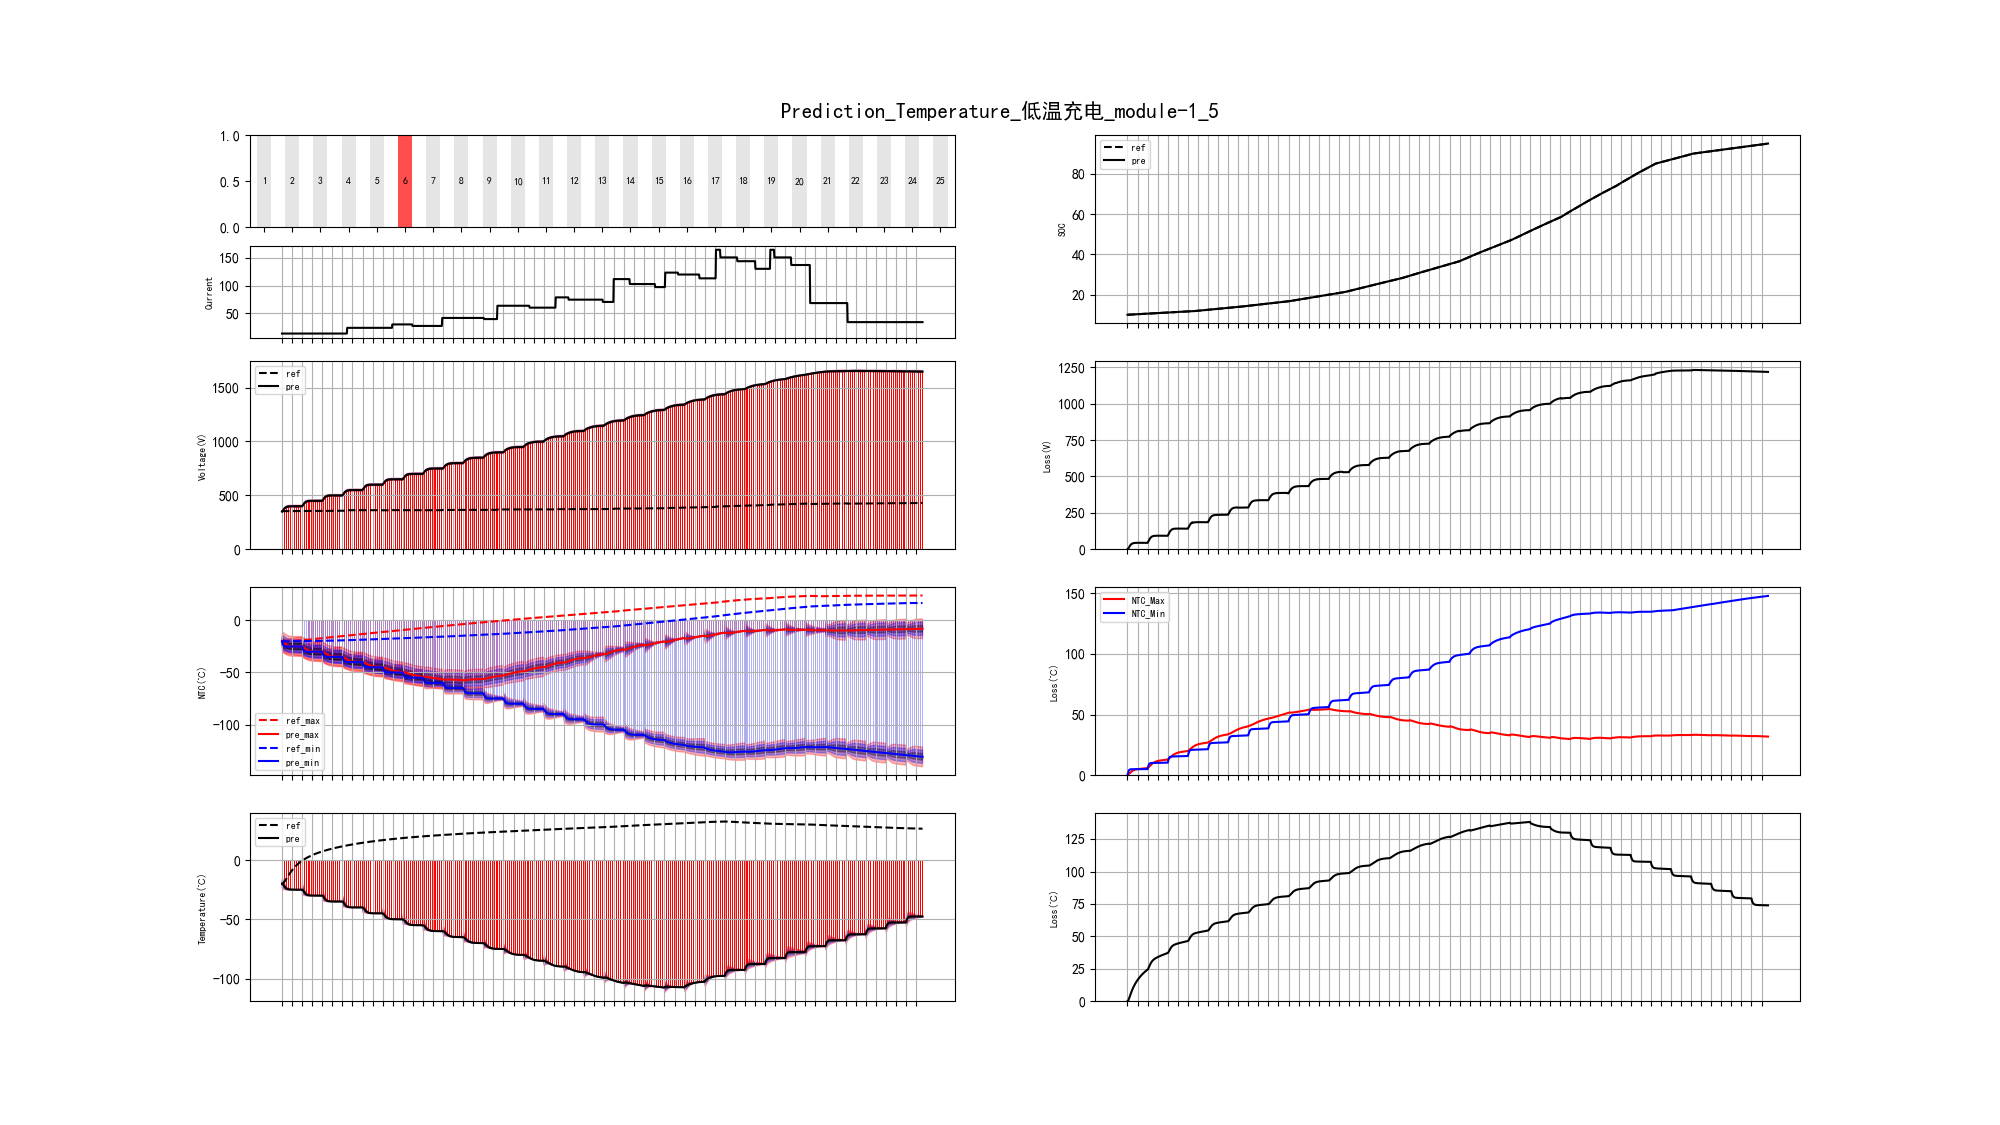 Prediction_Temperature_低温充电_module-1_5
1.0
0.5
0.0
1 2 3 4 5 6 7 8 9 10 11 12 13 14 15 16 17 18 19 20 21 22 23 24 25
Current
150
100
50
Voltage(V)
1500
1000
500
0
ref
pre
NTC(℃)
0
−50
−100
ref_max
pre_max
ref_min
pre_min
Temperature(℃)
0
−50
−100
ref
pre
SOC
80
60
40
20
ref
pre
Loss(V)
1250
1000
750
500
250
0
Loss(℃)
150
100
50
0
NTC_Max
NTC_Min
Loss(℃)
125
100
75
50
25
0